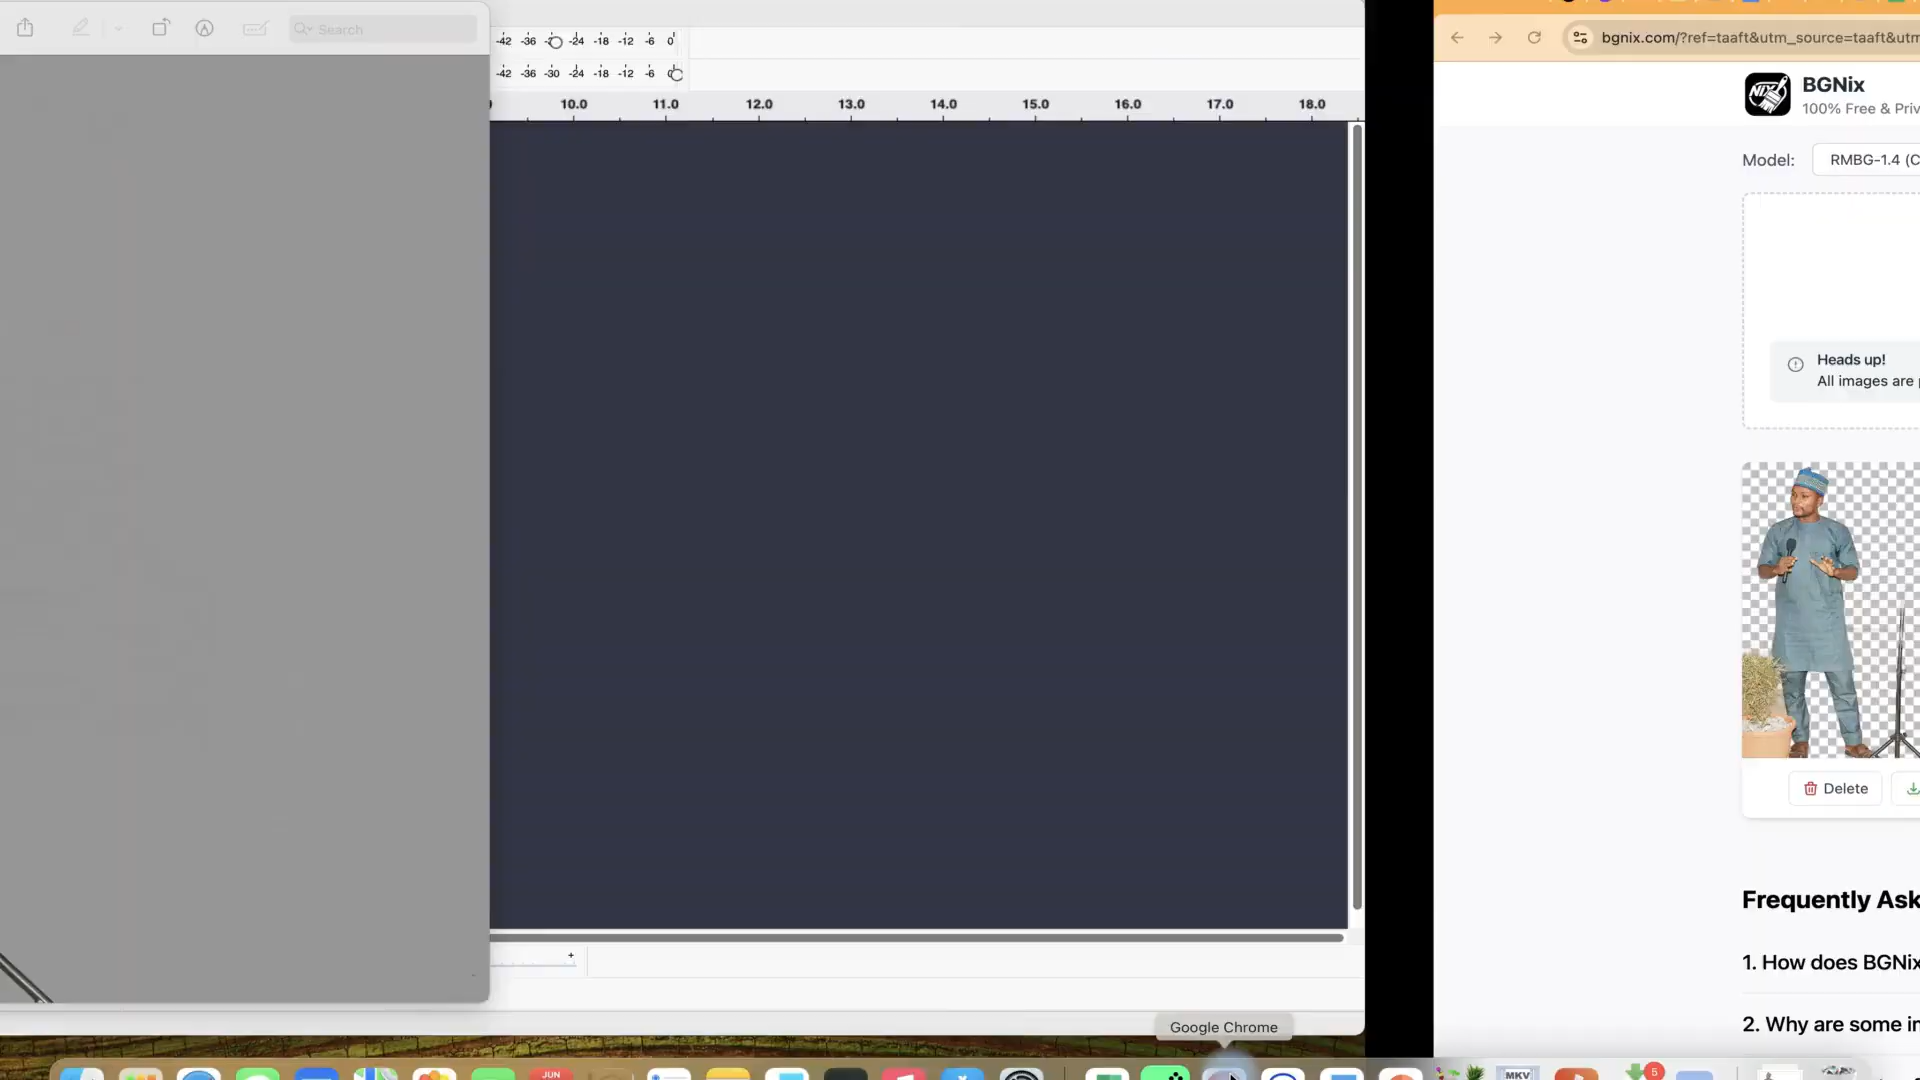 Search
-42 -36 -24 -18 -12 -6 0
-42 -36 -30 -24 -18 -12 -6
10.0 11.0 12.0 13.0 14.0 15.0 16.0 17.0 18.0
+
Google Chrome
JUN
MKV
5
bgnix.com/?ref=taaft&utm_source=taaft&utm
NIX
BGNix
100% Free & Priv
Model:
RMBG-1.4 (C
Heads up!
All images are p
Delete
Frequently Ask
1. How does BGNix
2. Why are some in